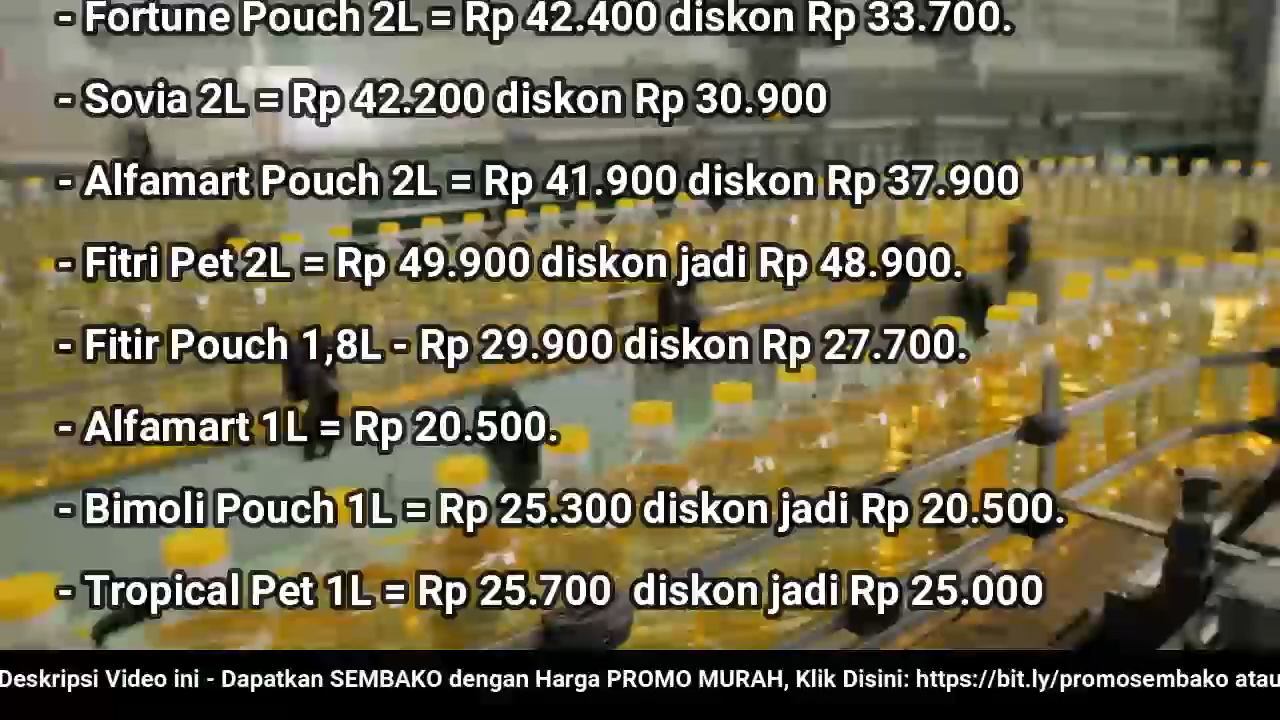 - Fortune Pouch 2L = Rp 42.400 diskon Rp 33.700.
- Sovia 2L = Rp 42.200 diskon Rp 30.900
- Alfamart Pouch 2L = Rp 41.900 diskon Rp 37.900
- Fitri Pet 2L = Rp 49.900 diskon jadi Rp 48.900.
- Fitir Pouch 1,8L - Rp 29.900 diskon Rp 27.700.
- Alfamart 1L = Rp 20.500.
- Bimoli Pouch 1L = Rp 25.300 diskon jadi Rp 20.500.
- Tropical Pet 1L = Rp 25.700  diskon jadi Rp 25.000
Deskripsi Video ini - Dapatkan SEMBAKO dengan Harga PROMO MURAH, Klik Disini: https://bit.ly/promosembako atau